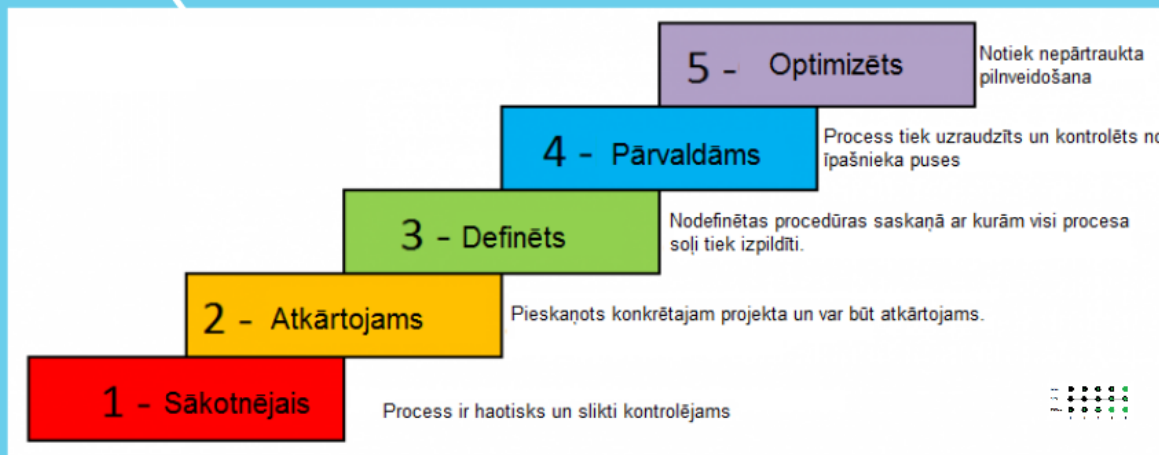 5 - Optimizēts
Notiek nepārtraukta
pilnveidošana
4 - Pārvaldāms
Process tiek uzraudzīts un kontrolēts no
īpašnieka puses
3 - Definēts
Nodefinētas procedūras saskaņā ar kurām visi procesa
soļi tiek izpildīti.
2 - Atkārtojams
Pieskaņots konkrētajam projekta un var būt atkārtojams.
1 - Sākotnējais
Process ir haotisks un slikti kontrolējams